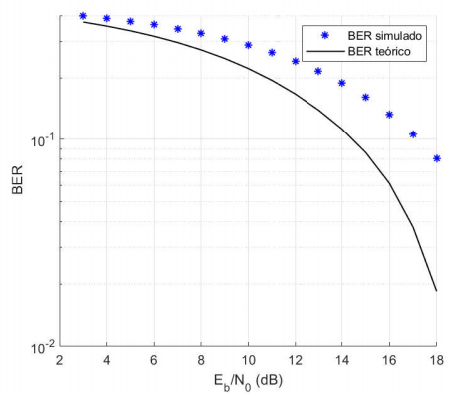 BER simulado
BER teórico
10^-1
BER
10^-2
2 4 6 8 10 12 14 16 18
E_b/N_0 (dB)